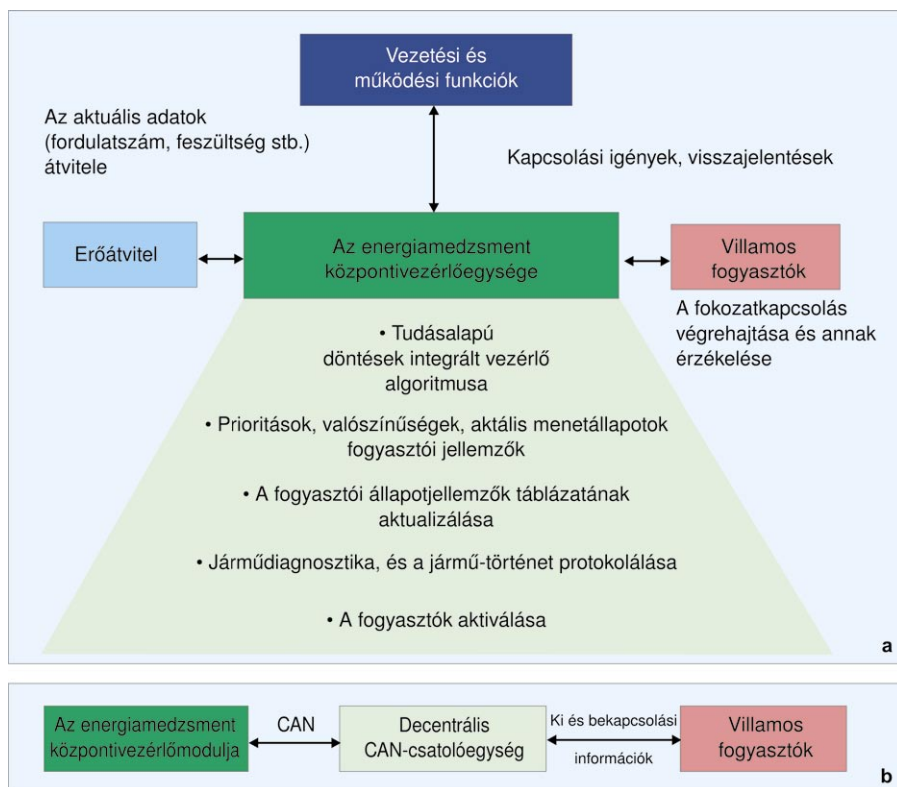 Vezetési és
működési funkciók
Az aktuális adatok
(fordulatszám, feszültség stb.)
átvitele
Kapcsolási igények, visszajelentések
Erőátvitel
Az energiamedzsment
központivezérlőegysége
Villamos
fogyasztók
A fokozatkapcsolás
végrehajtása és annak
érzékelése
• Tudásalapú
döntések integrált vezérlő
algoritmusa
• Prioritások, valószínűségek, aktális menetállapotok
fogyasztói jellemzők
• A fogyasztói állapotjellemzők táblázatának
aktualizálása
• Járműdiagnosztika, és a jármű-történet protokolálása
• A fogyasztók aktiválása
a
Az energiamedzsment
központivezérlőmodulja
CAN
Decentrális
CAN-csatolóegység
Ki és bekapcsolási
információk
Villamos
fogyasztók
b